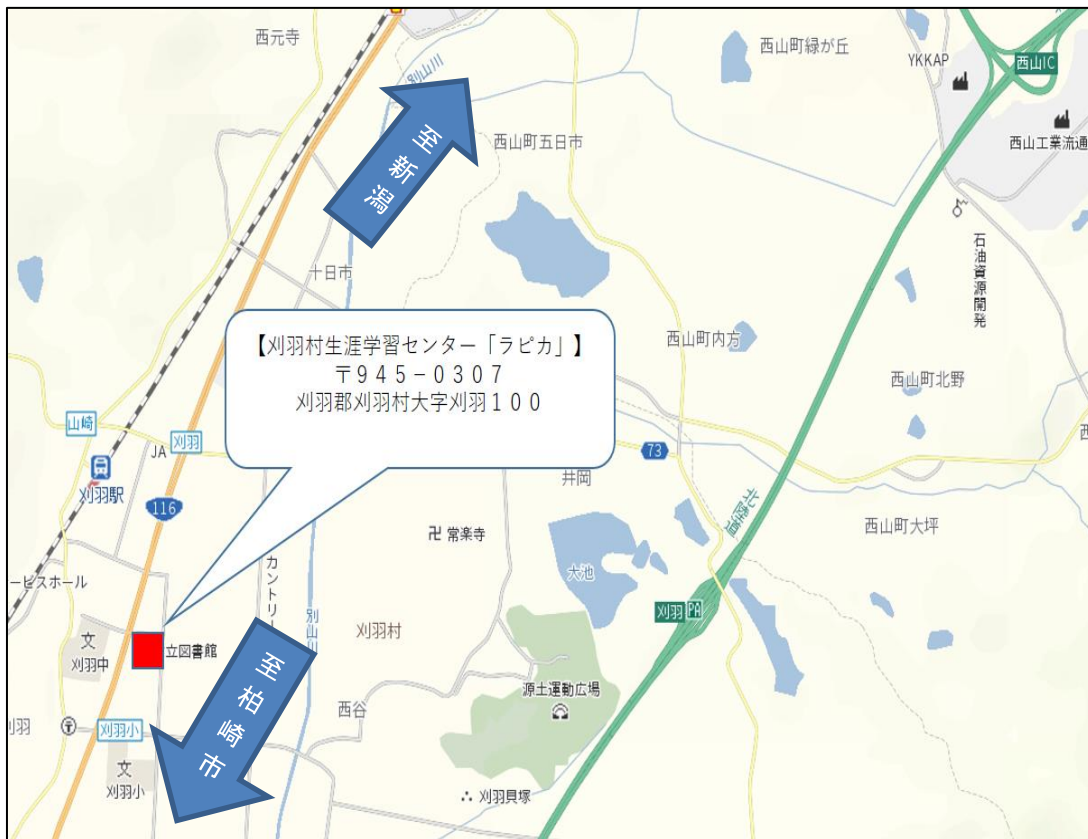 西元寺
別山川
西山町緑が丘
YKKAP
西山IC
西山工業流通
至新潟
西山町五日市
石油資源開発
十日市
【刈羽村生涯学習センター「ラピカ」】
〒945-0307
刈羽郡刈羽村大字刈羽100
西山町内方
西山町北野
西
山崎
JA
刈羽
刈羽駅
116
73
井岡
北陸道
西山町大坪
卍 常楽寺
大池
刈羽 PA
ービスホール
カントリー
別山川
刈羽村
文
刈羽中
立図書館
至柏崎市
源土運動広場
西谷
刈羽
刈羽小
文
刈羽小
∴ 刈羽貝塚